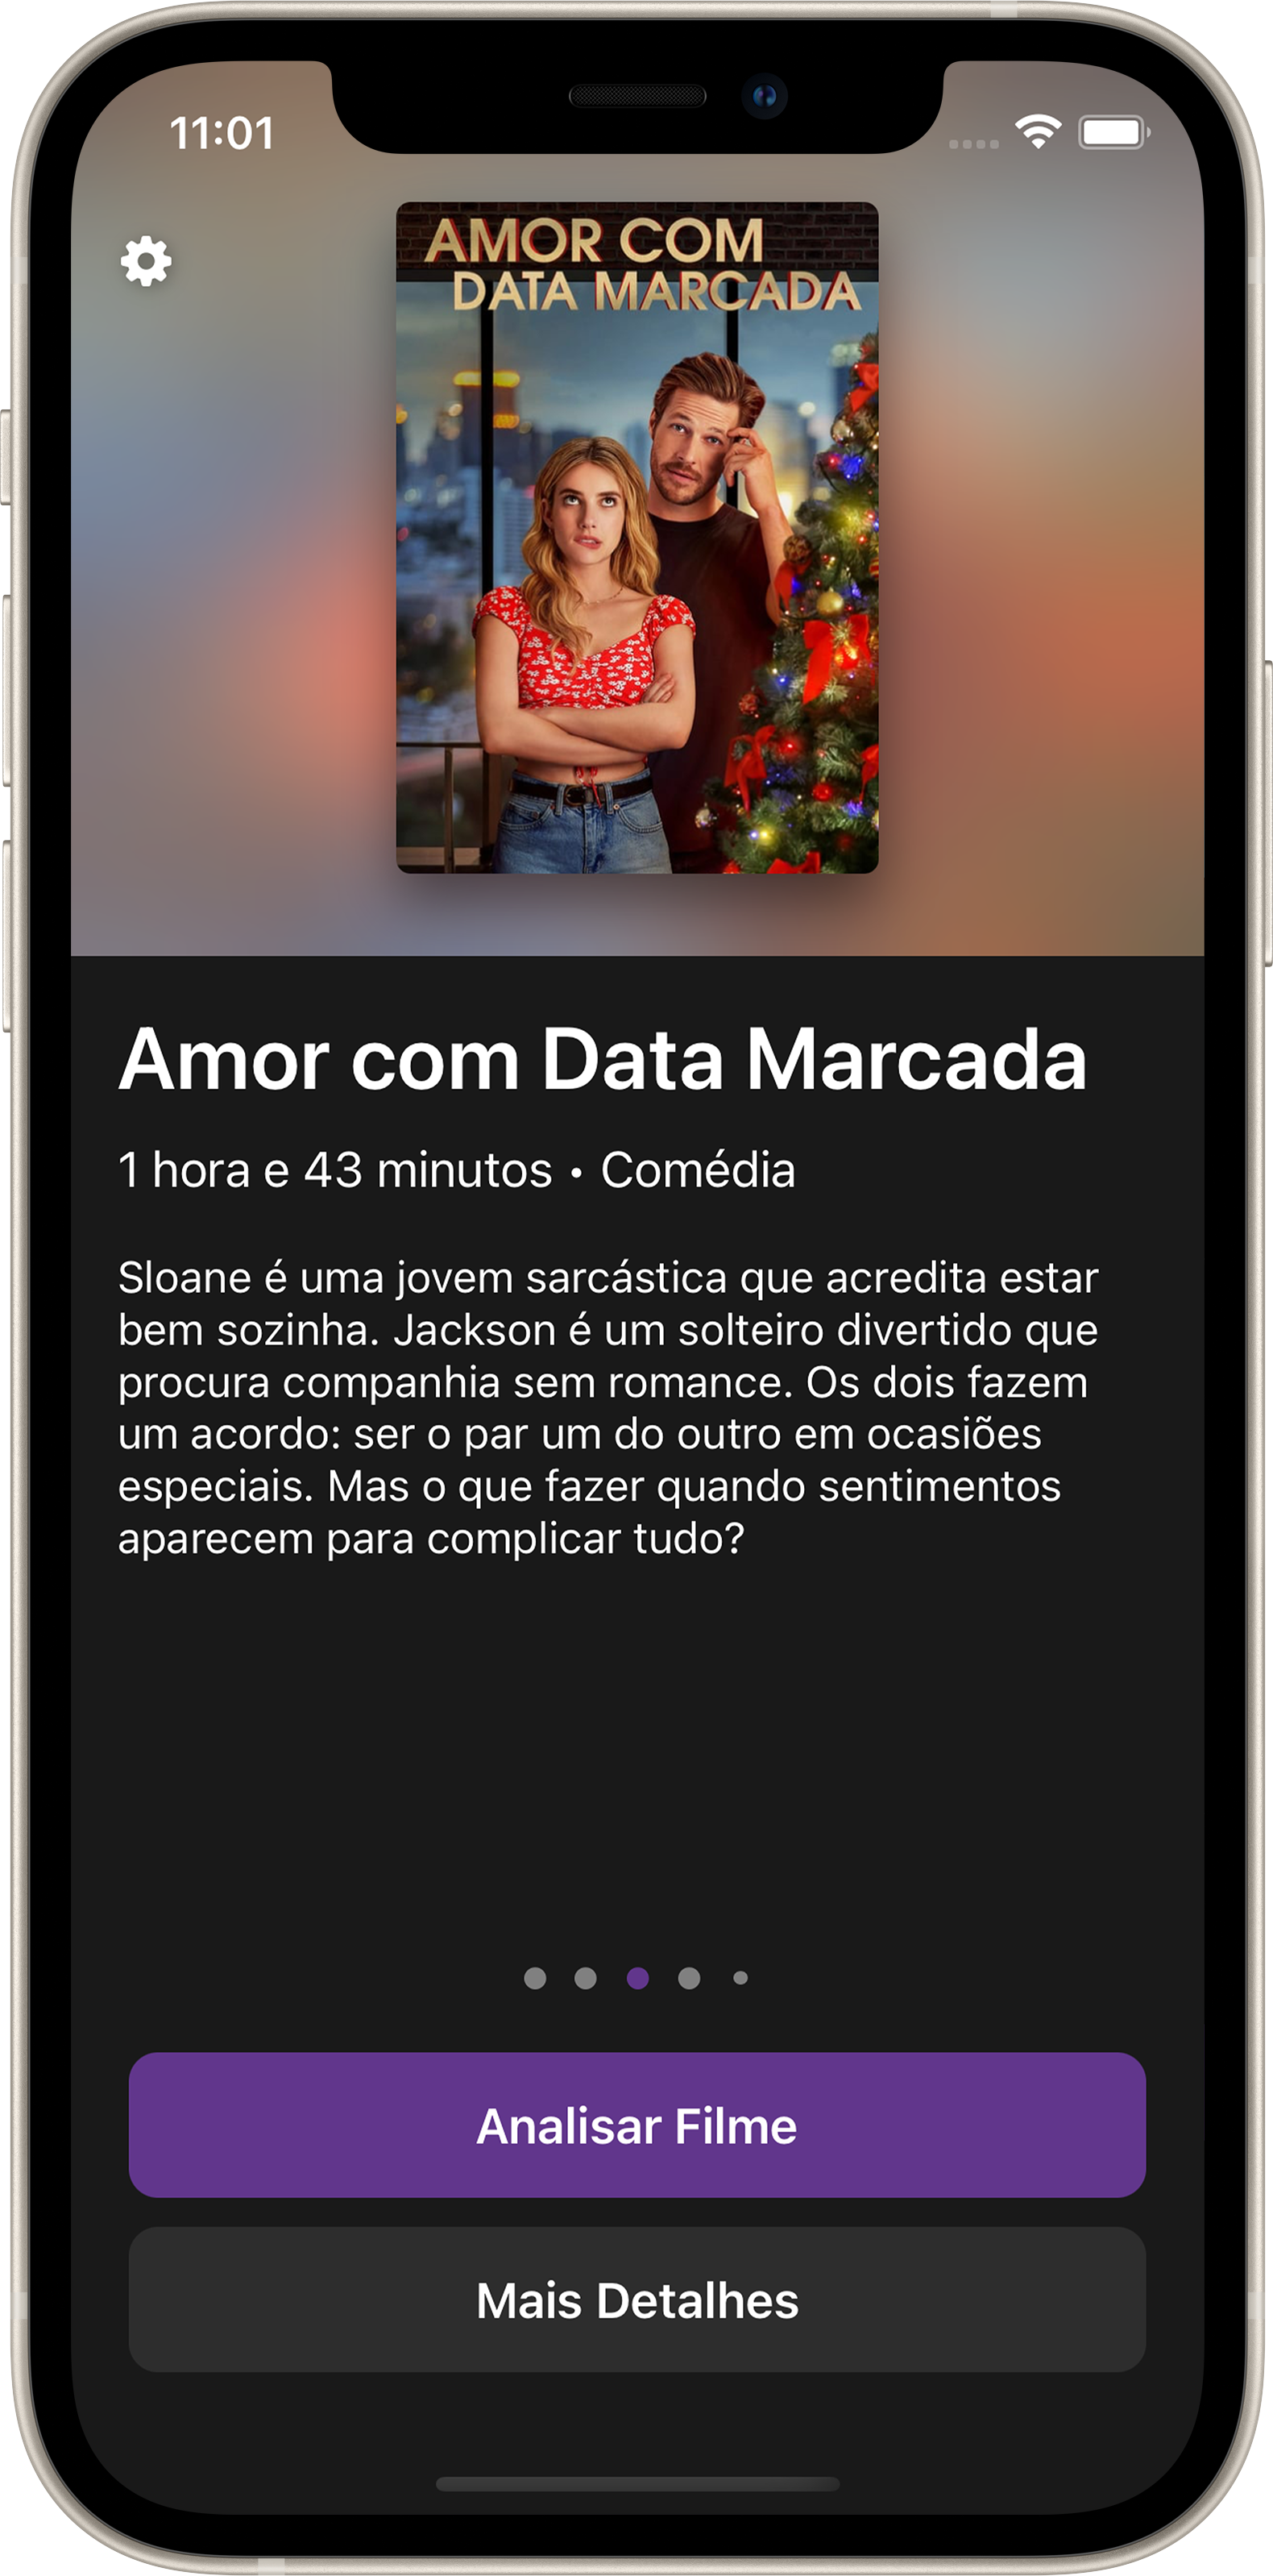 11:01
AMOR COM
DATA MARCADA
Amor com Data Marcada
1 hora e 43 minutos • Comédia
Sloane é uma jovem sarcástica que acredita estar
bem sozinha. Jackson é um solteiro divertido que
procura companhia sem romance. Os dois fazem
um acordo: ser o par um do outro em ocasiões
especiais. Mas o que fazer quando sentimentos
aparecem para complicar tudo?
Analisar Filme
Mais Detalhes